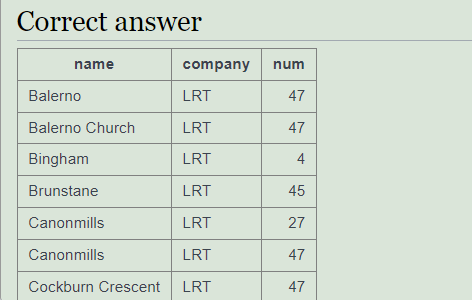 Correct answer
name company num
Balerno LRT 47
Balerno Church LRT 47
Bingham LRT 4
Brunstane LRT 45
Canonmills LRT 27
Canonmills LRT 47
Cockburn Crescent LRT 47